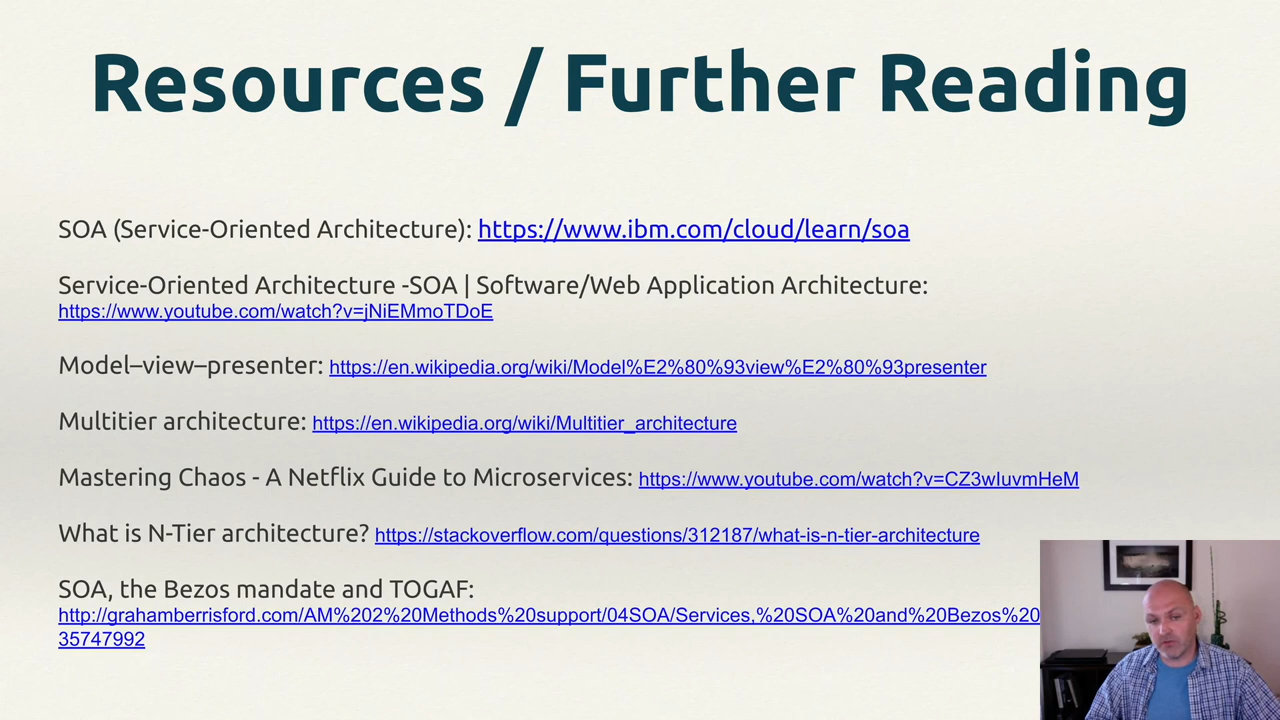 Resources / Further Reading
SOA (Service-Oriented Architecture): https://www.ibm.com/cloud/learn/soa
Service-Oriented Architecture -SOA | Software/Web Application Architecture:
https://www.youtube.com/watch?v=jNiEMmoTDoE
Model–view–presenter: https://en.wikipedia.org/wiki/Model%E2%80%93view%E2%80%93presenter
Multitier architecture: https://en.wikipedia.org/wiki/Multitier_architecture
Mastering Chaos - A Netflix Guide to Microservices: https://www.youtube.com/watch?v=CZ3wIuvmHeM
What is N-Tier architecture? https://stackoverflow.com/questions/312187/what-is-n-tier-architecture
SOA, the Bezos mandate and TOGAF:
http://grahamberrisford.com/AM%202%20Methods%20support/04SOA/Services,%20SOA%20and%20Bezos%20
35747992